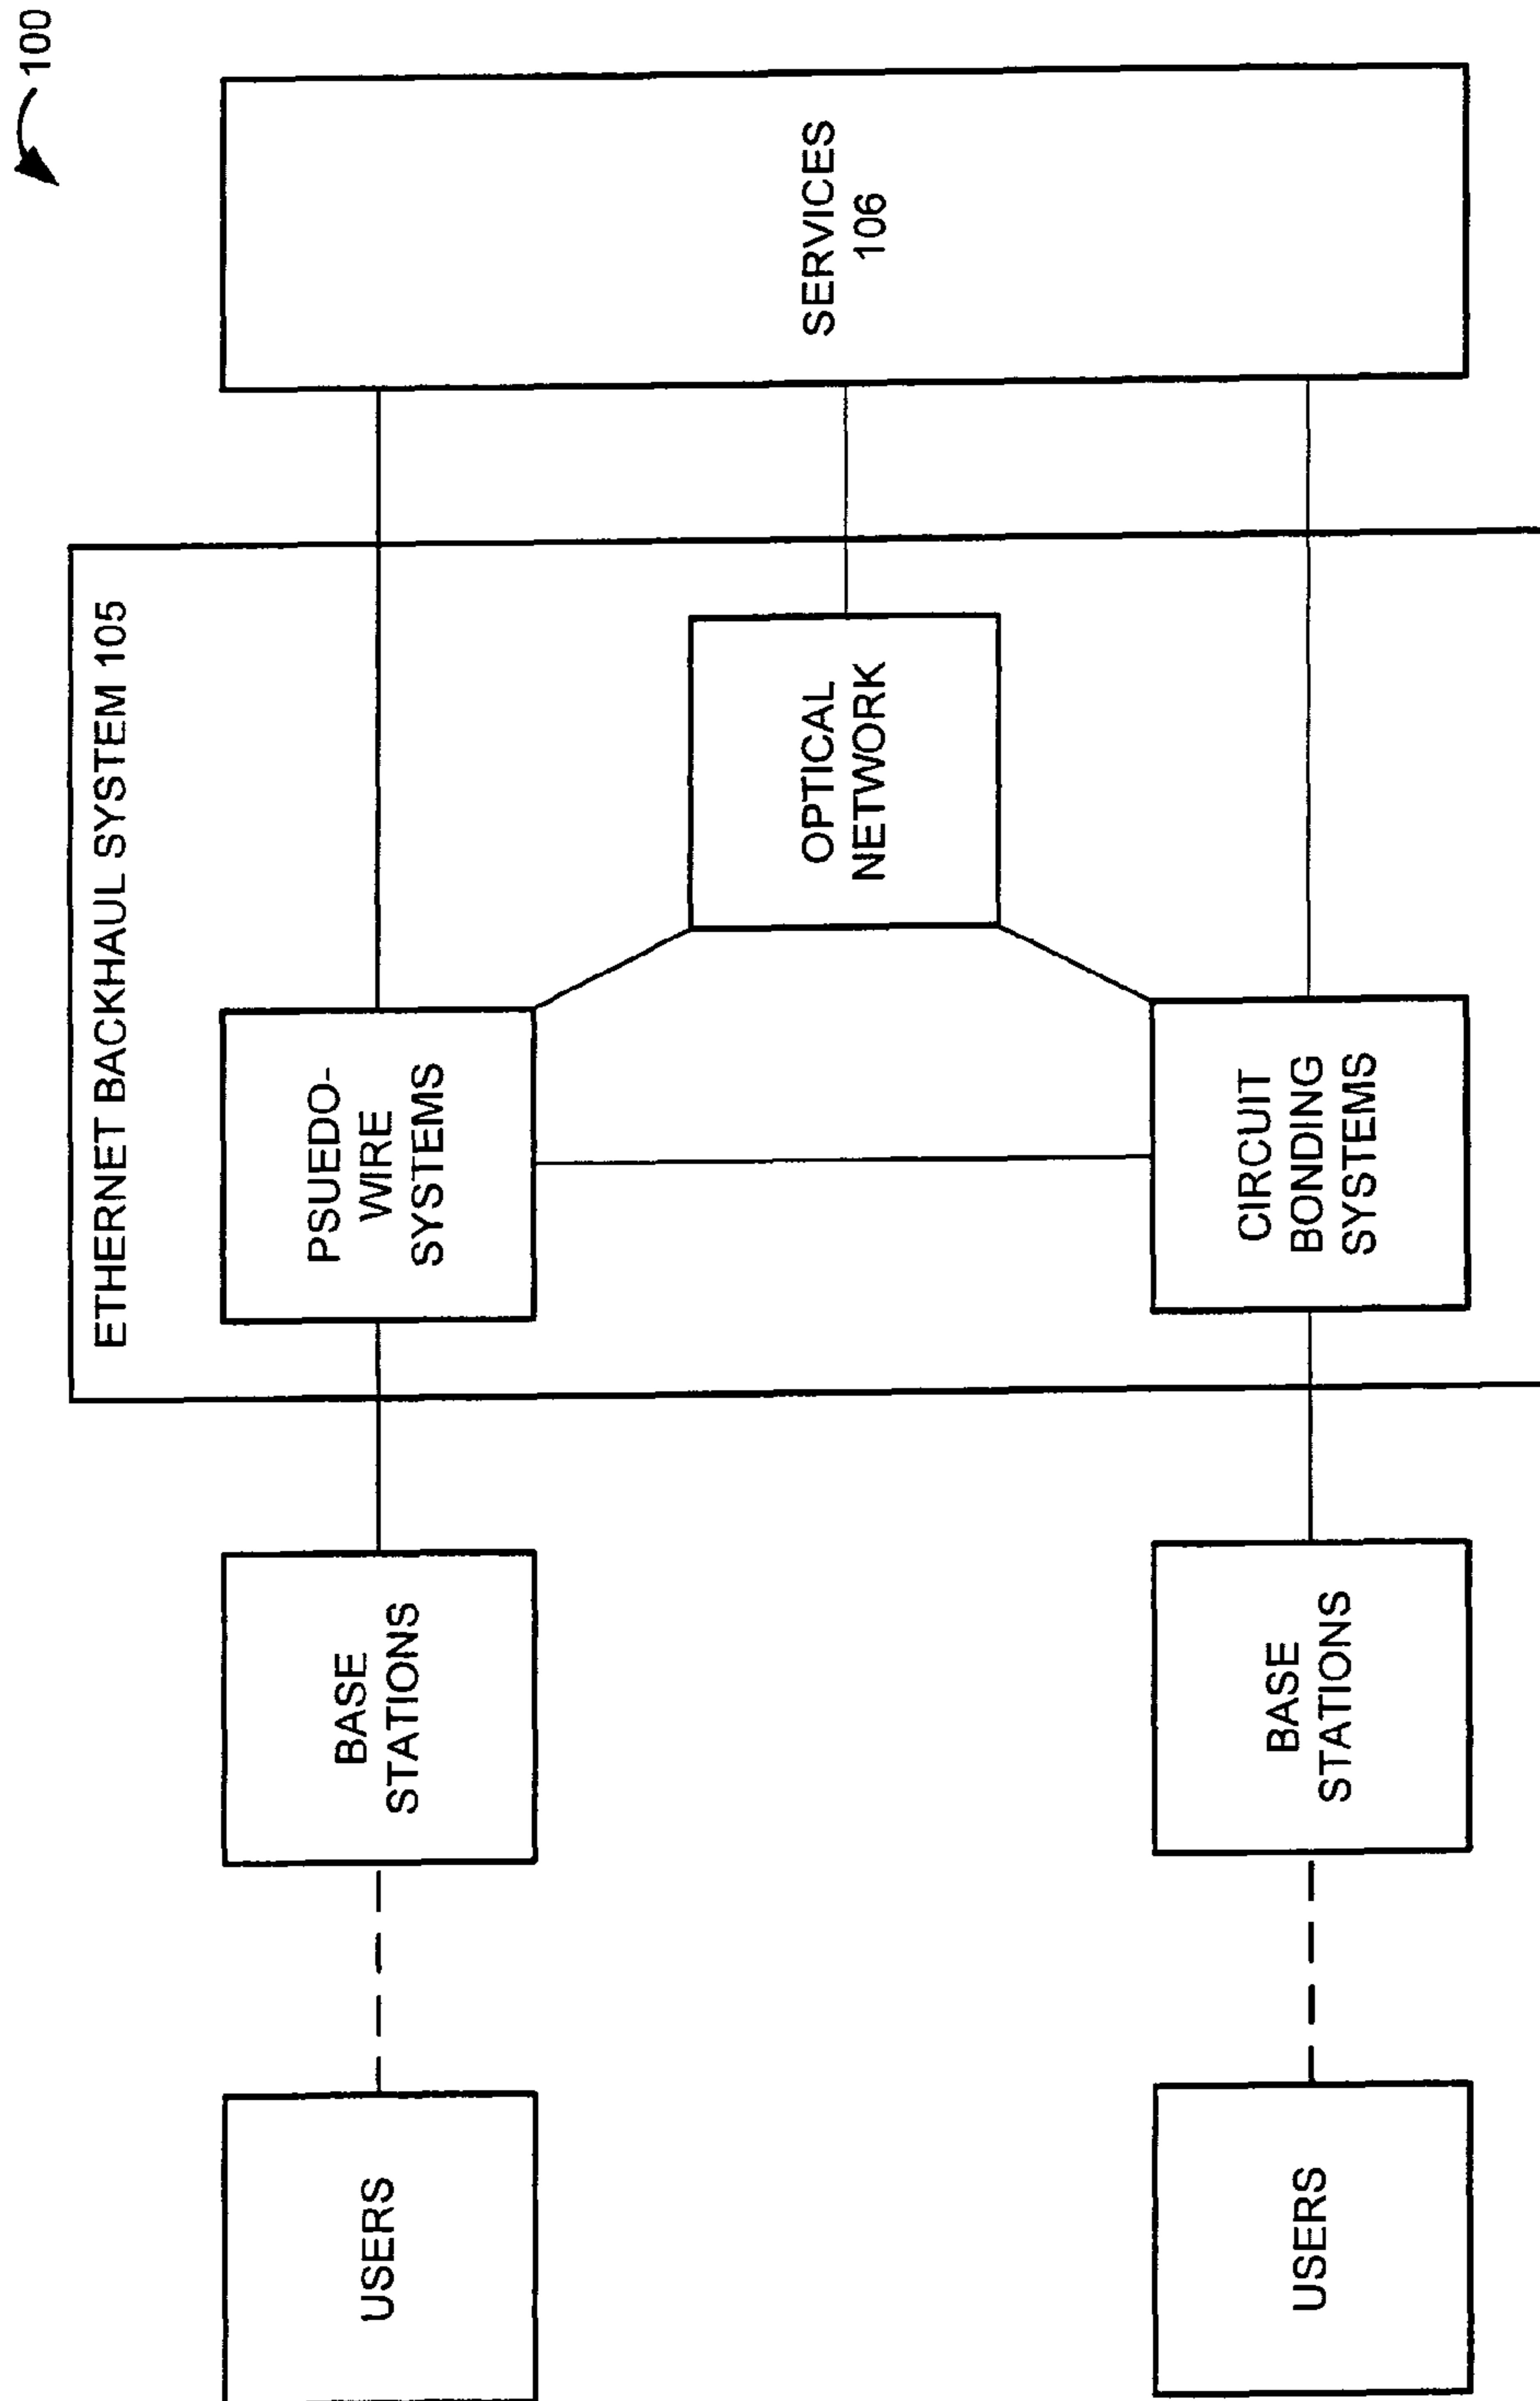 100
ETHERNET BACKHAUL SYSTEM 105
USERS
BASE
STATIONS
PSUEDO-
WIRE
SYSTEMS
OPTICAL
NETWORK
SERVICES
106
USERS
BASE
STATIONS
CIRCUIT
BONDING
SYSTEMS